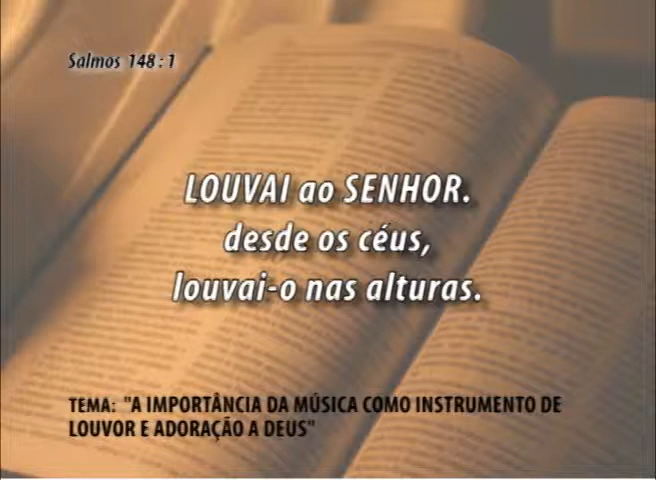 Salmos 148:1
LOUVAI ao SENHOR.
desde os céus,
louvai-o nas alturas.
TEMA: "A IMPORTÂNCIA DA MÚSICA COMO INSTRUMENTO DE
LOUVOR E ADORAÇÃO A DEUS"